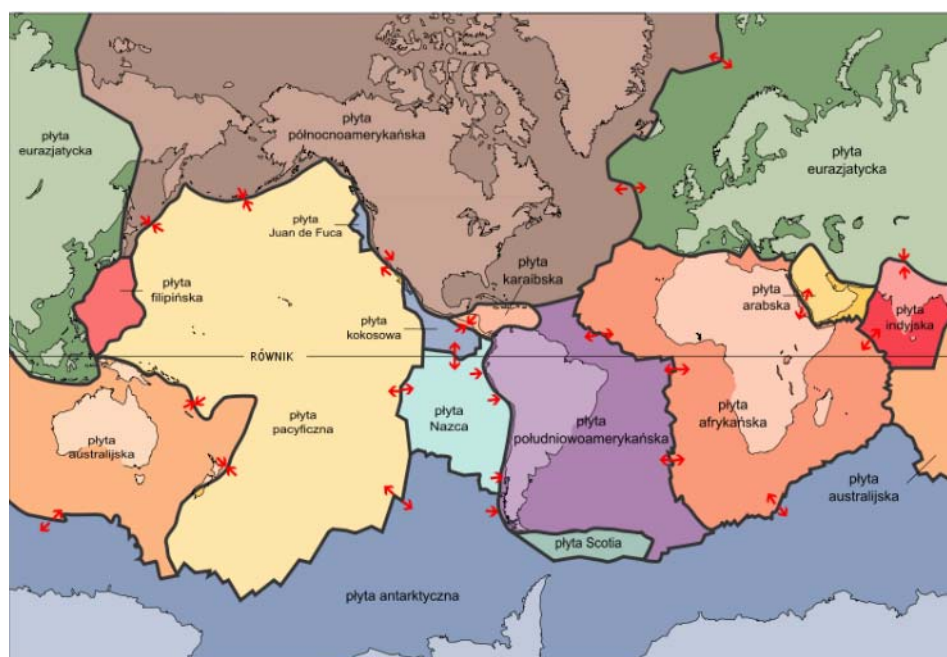 płyta
eurazjatycka
płyta
północnoamerykańska
płyta
eurazjatycka
płyta
Juan de Fuca
płyta
filipińska
płyta
karaibska
płyta
arabska
płyta
indyjska
płyta
kokosowa
RÓWNIK
płyta
australijska
płyta
pacyficzna
płyta
Nazca
płyta
południowoamerykańska
płyta
afrykańska
płyta
australijska
płyta Scotia
płyta antarktyczna